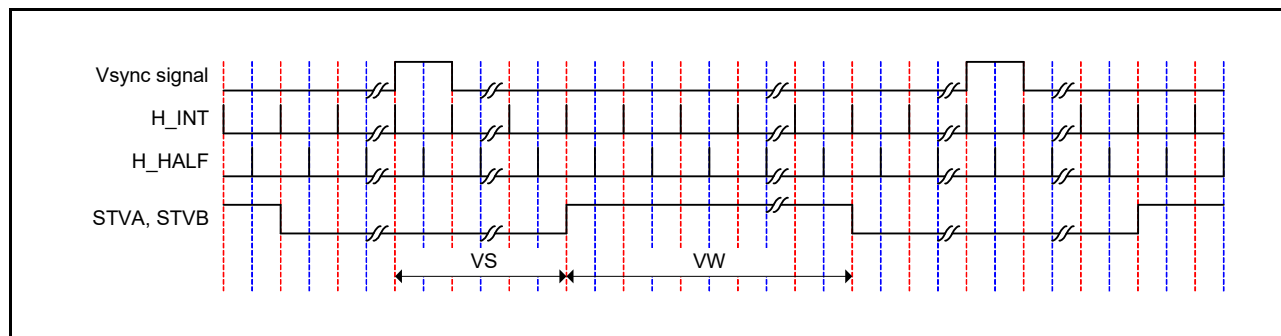 Vsync signal
H_INT
H_HALF
STVA, STVB
VS
VW